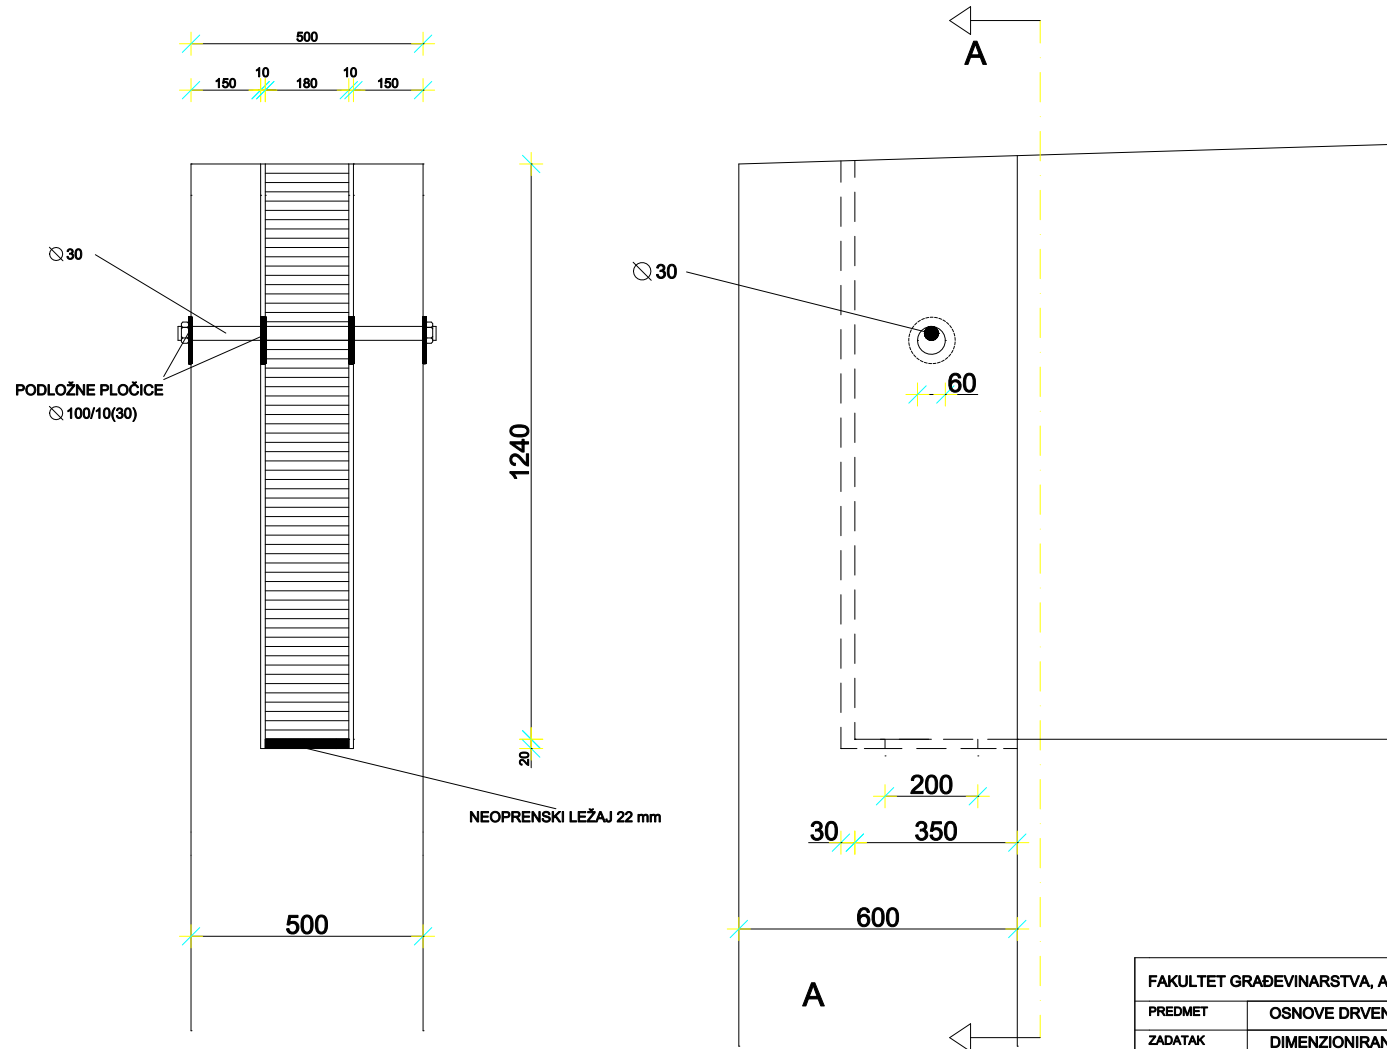 500
10 10
150 180 150
A
∅30
∅30
PODLOŽNE PLOČICE
∅100/10(30)
60
1240
20
200
NEOPRENSKI LEŽAJ 22 mm
30 350
500
600
A
FAKULTET GRAĐEVINARSTVA, A
PREDMET OSNOVE DRVEN
ZADATAK DIMENZIONIRAN